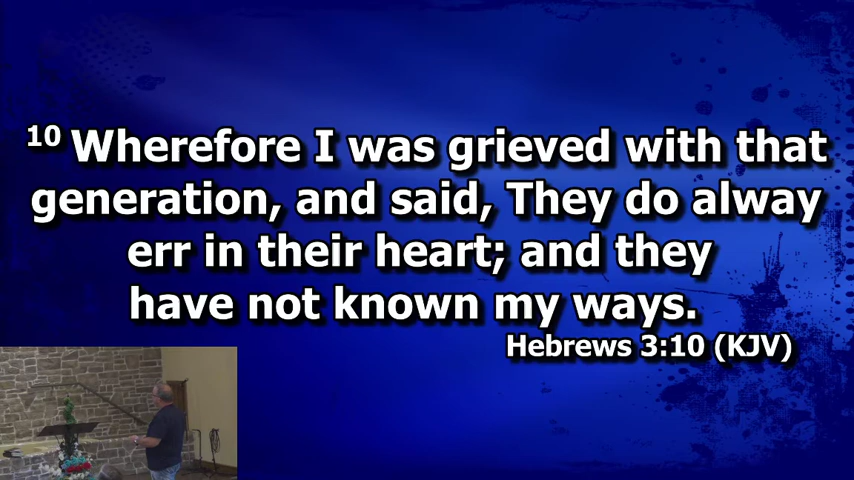 10 Wherefore I was grieved with that
generation, and said, They do alway
err in their heart; and they
have not known my ways.
Hebrews 3:10 (KJV)